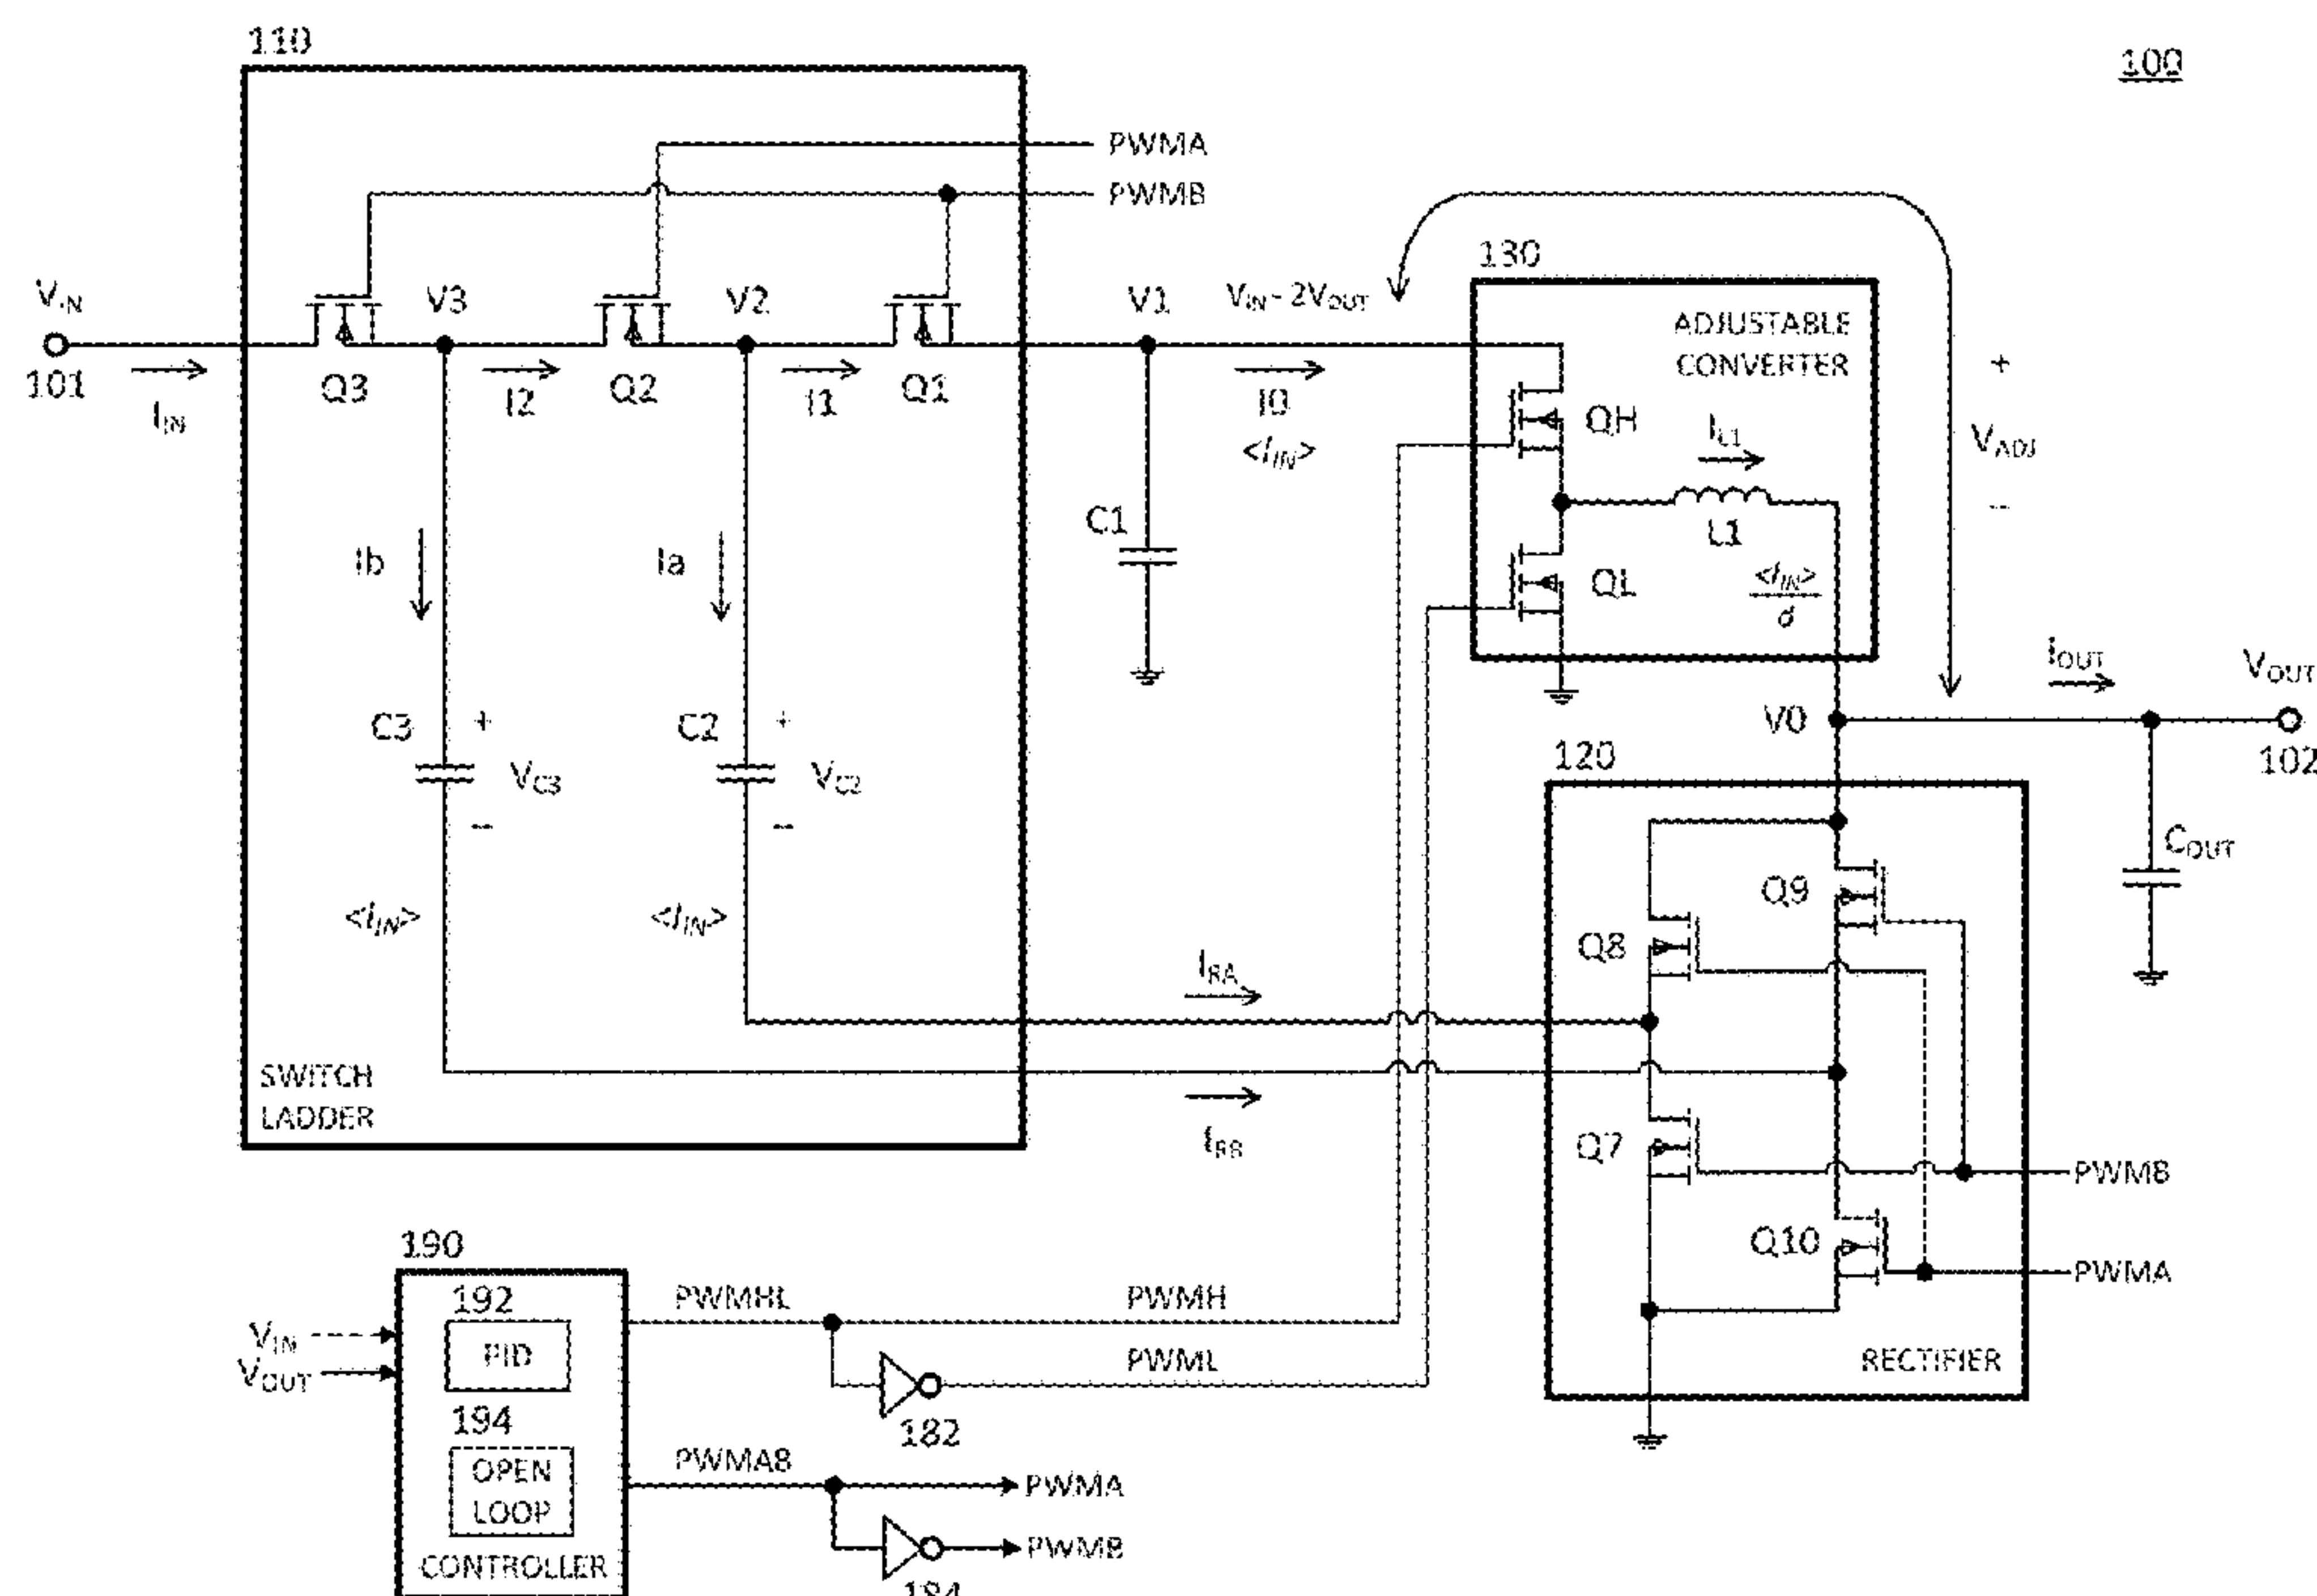 110
100
PWMA
PWMB
130
VIN
V3
V2
V1
VIN - 2VOUT
ADJUSTABLE
CONVERTER
+
VADJ
–
101
IIN
Q3
I2
Q2
I1
Q1
I0
<IIN>
QH
IL1
L1
C1
Ib
Ia
QL
<IIN>
d
IOUT
VOUT
V0
102
C3
+
VC3
–
C2
+
VC2
–
120
COUT
Q9
<IIN>
<IIN>
Q8
IRA
SWITCH
LADDER
IRB
Q7
PWMB
Q10
PWMA
RECTIFIER
190
192
PID
VIN
VOUT
194
OPEN
LOOP
CONTROLLER
PWMHL
PWMH
PWML
182
PWMAB
PWMA
PWMB
184